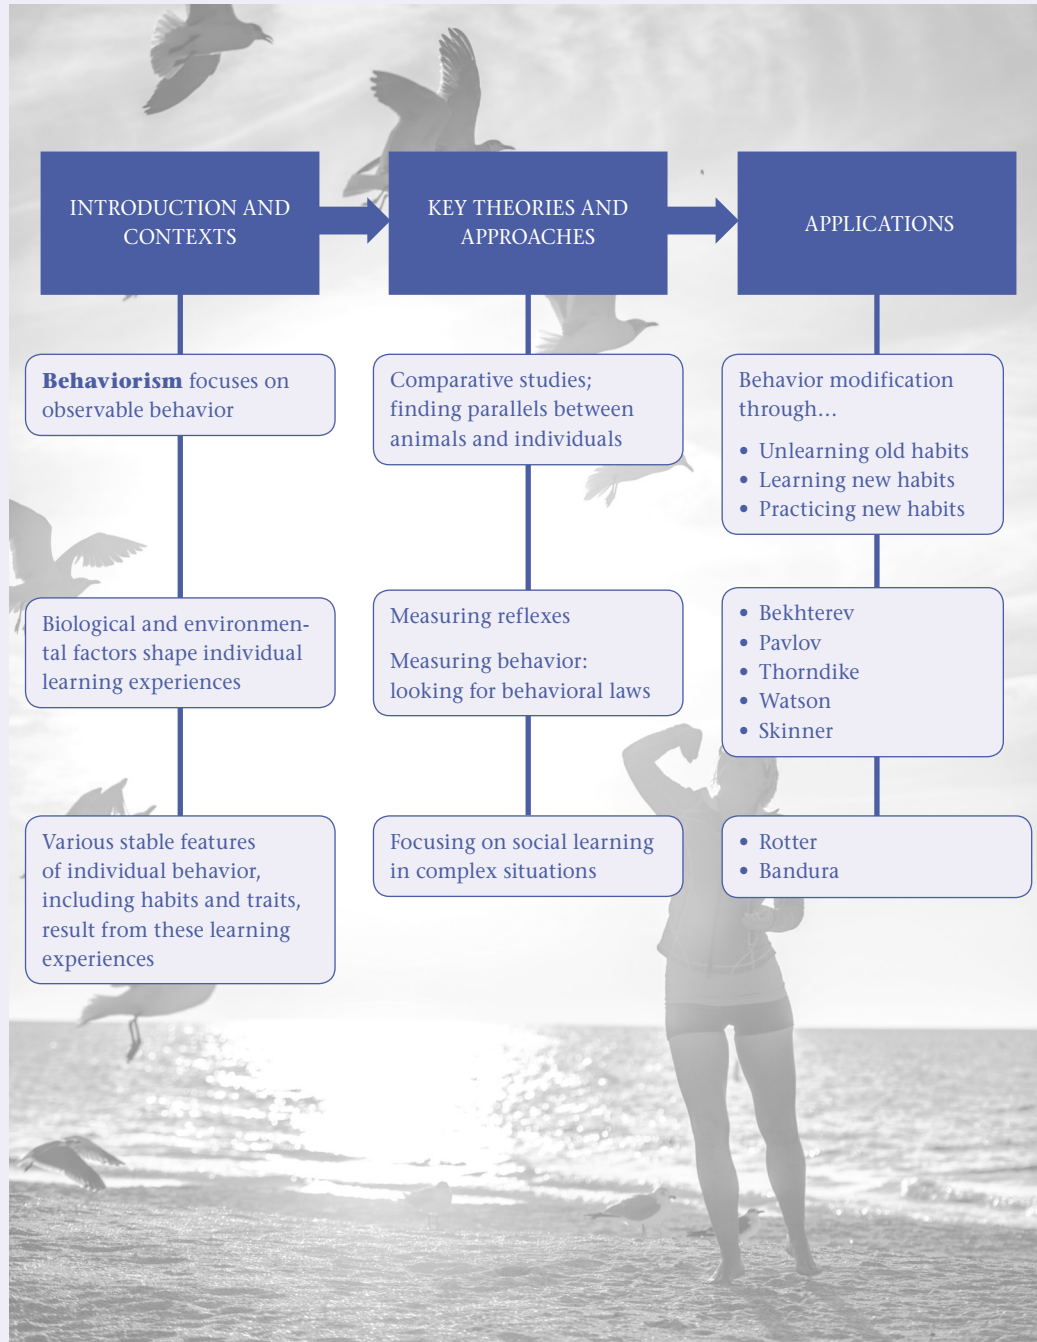 INTRODUCTION AND
CONTEXTS
KEY THEORIES AND
APPROACHES
APPLICATIONS
Behaviorism focuses on
observable behavior
Biological and environmen-
tal factors shape individual
learning experiences
Various stable features
of individual behavior,
including habits and traits,
result from these learning
experiences
Comparative studies;
finding parallels between
animals and individuals
Measuring reflexes
Measuring behavior:
looking for behavioral laws
Focusing on social learning
in complex situations
Behavior modification
through…
• Unlearning old habits
• Learning new habits
• Practicing new habits
• Bekhterev
• Pavlov
• Thorndike
• Watson
• Skinner
• Rotter
• Bandura